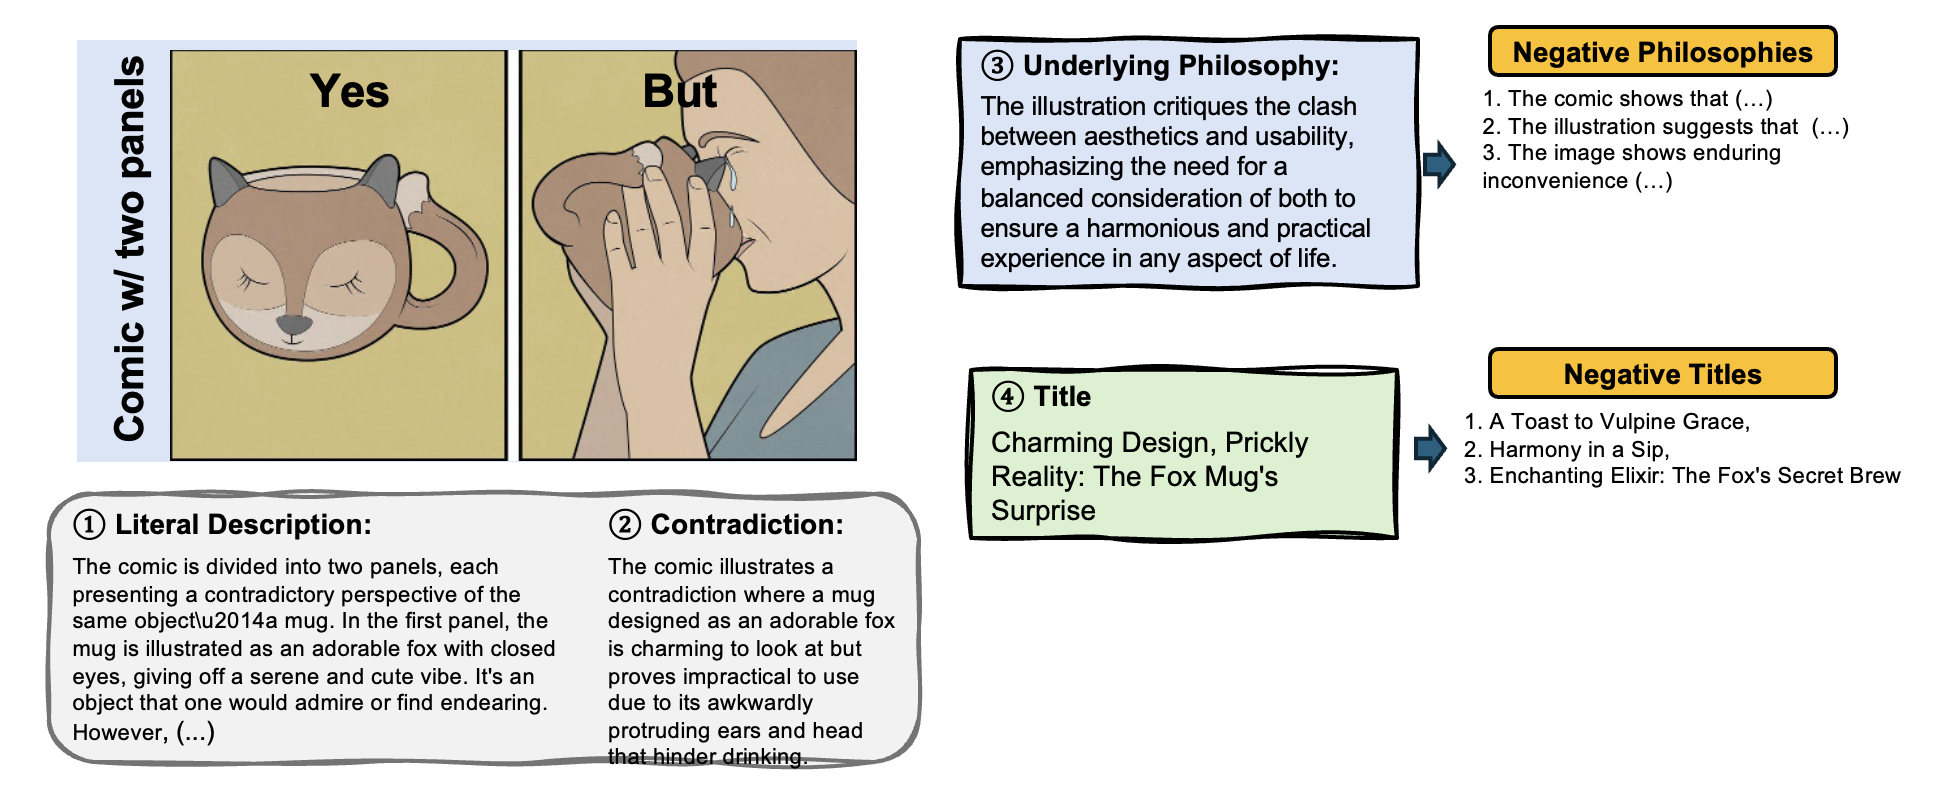 Comic w/ two panels
Yes
But
① Literal Description:
The comic is divided into two panels, each
presenting a contradictory perspective of the
same object\u2014a mug. In the first panel, the
mug is illustrated as an adorable fox with closed
eyes, giving off a serene and cute vibe. It's an
object that one would admire or find endearing.
However, (...)
② Contradiction:
The comic illustrates a
contradiction where a mug
designed as an adorable fox
is charming to look at but
proves impractical to use
due to its awkwardly
protruding ears and head
that hinder drinking.
③ Underlying Philosophy:
The illustration critiques the clash
between aesthetics and usability,
emphasizing the need for a
balanced consideration of both to
ensure a harmonious and practical
experience in any aspect of life.
Negative Philosophies
1. The comic shows that (…)
2. The illustration suggests that (…)
3. The image shows enduring
inconvenience (…)
④ Title
Charming Design, Prickly
Reality: The Fox Mug's
Surprise
Negative Titles
1. A Toast to Vulpine Grace,
2. Harmony in a Sip,
3. Enchanting Elixir: The Fox's Secret Brew